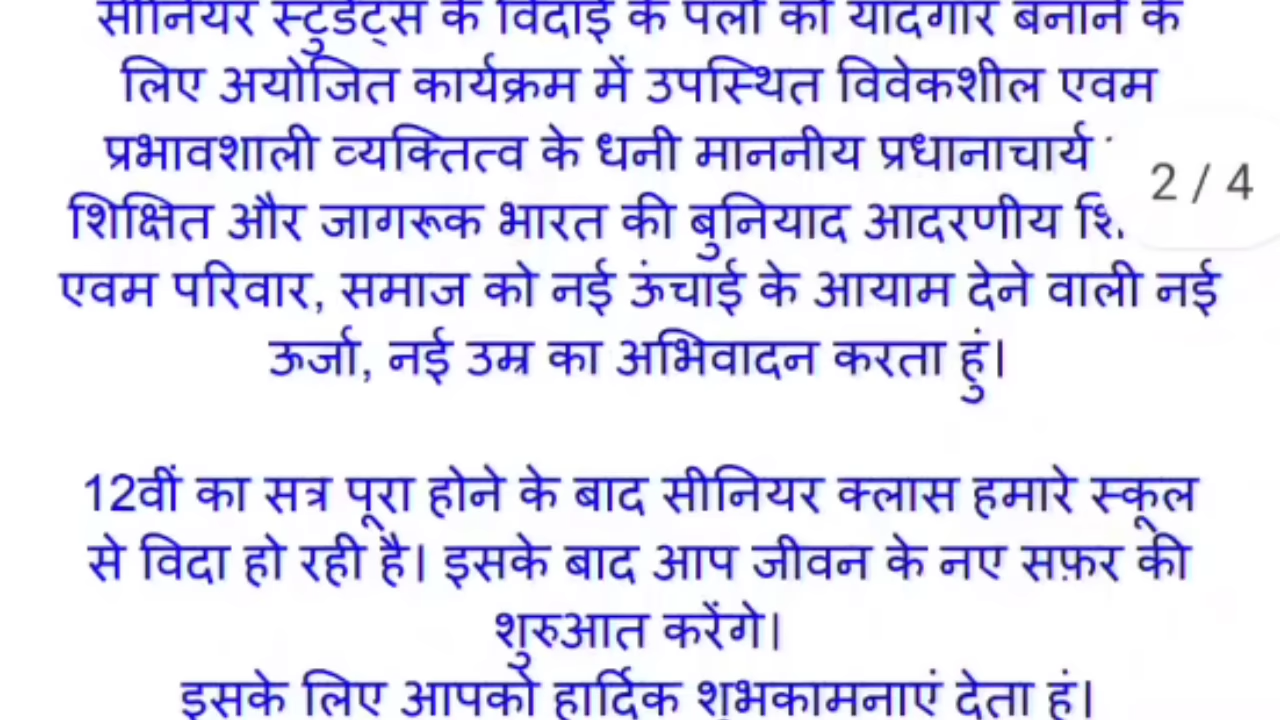 सीनियर स्टुडेंट्स के विदाई के पलों को यादगार बनाने के
लिए अयोजित कार्यक्रम में उपस्थित विवेकशील एवम
प्रभावशाली व्यक्तित्व के धनी माननीय प्रधानाचार्य
2 / 4
शिक्षित और जागरूक भारत की बुनियाद आदरणीय
एवम परिवार, समाज को नई ऊंचाई के आयाम देने वाली नई
ऊर्जा, नई उम्र का अभिवादन करता हुं।
12वीं का सत्र पूरा होने के बाद सीनियर क्लास हमारे स्कूल
से विदा हो रही है। इसके बाद आप जीवन के नए सफ़र की
शुरुआत करेंगे।
इसके लिए आपको हार्दिक शुभकामनाएं देता हुं।